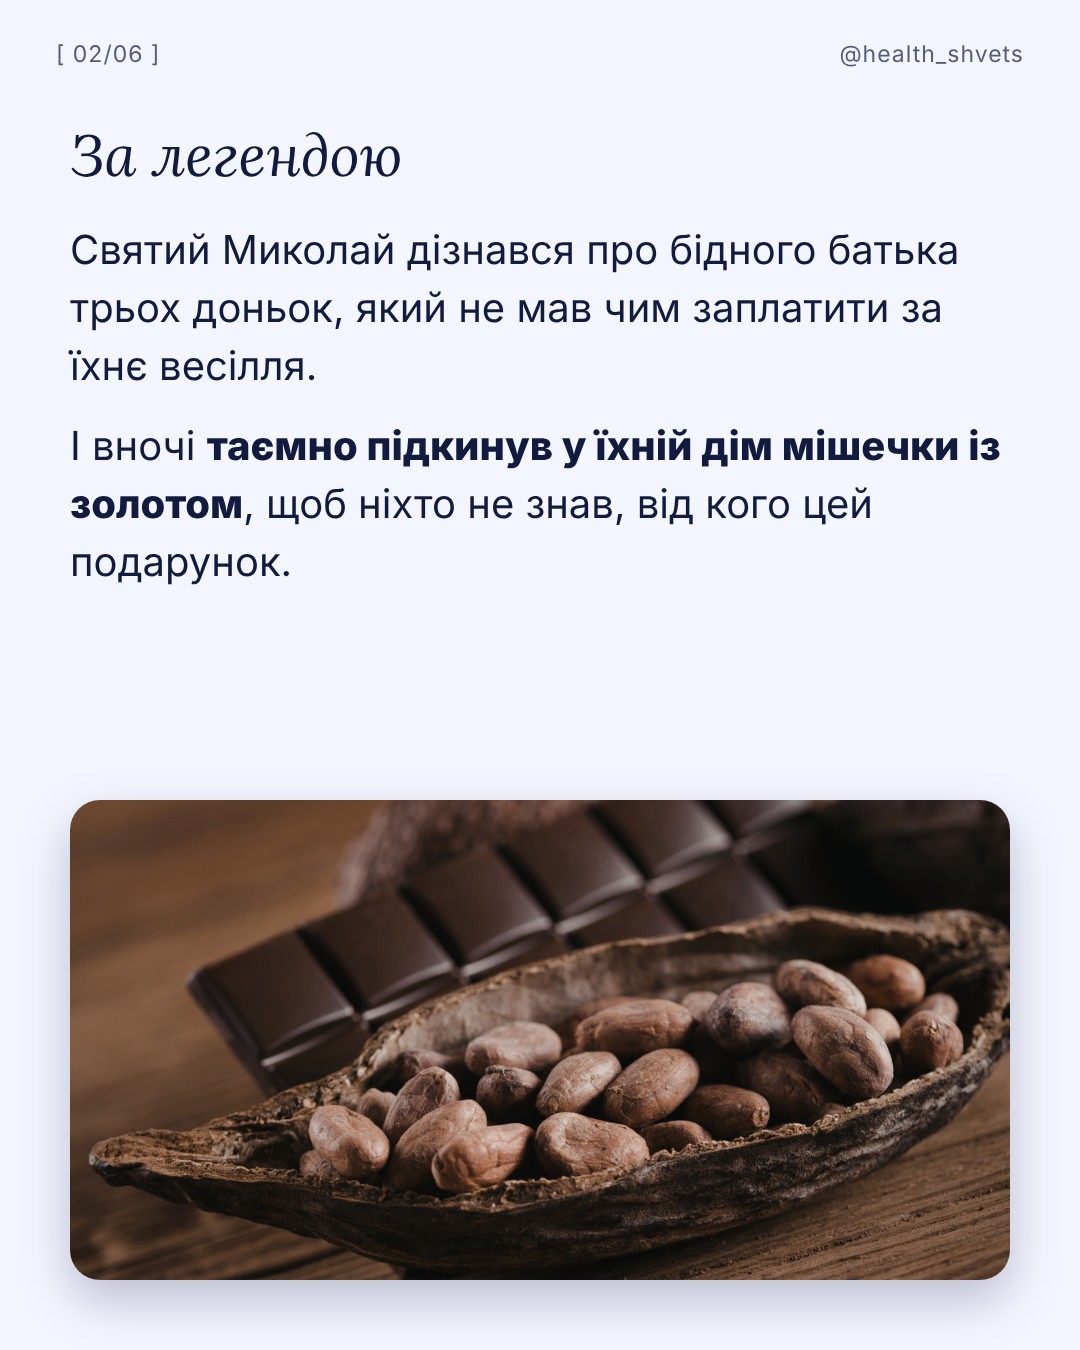 [ 02/06 ]
@health_shvets
За легендою
Святий Миколай дізнався про бідного батька
трьох доньок, який не мав чим заплатити за
їхнє весілля.
І вночі таємно підкинув у їхній дім мішечки із
золотом, щоб ніхто не знав, від кого цей
подарунок.